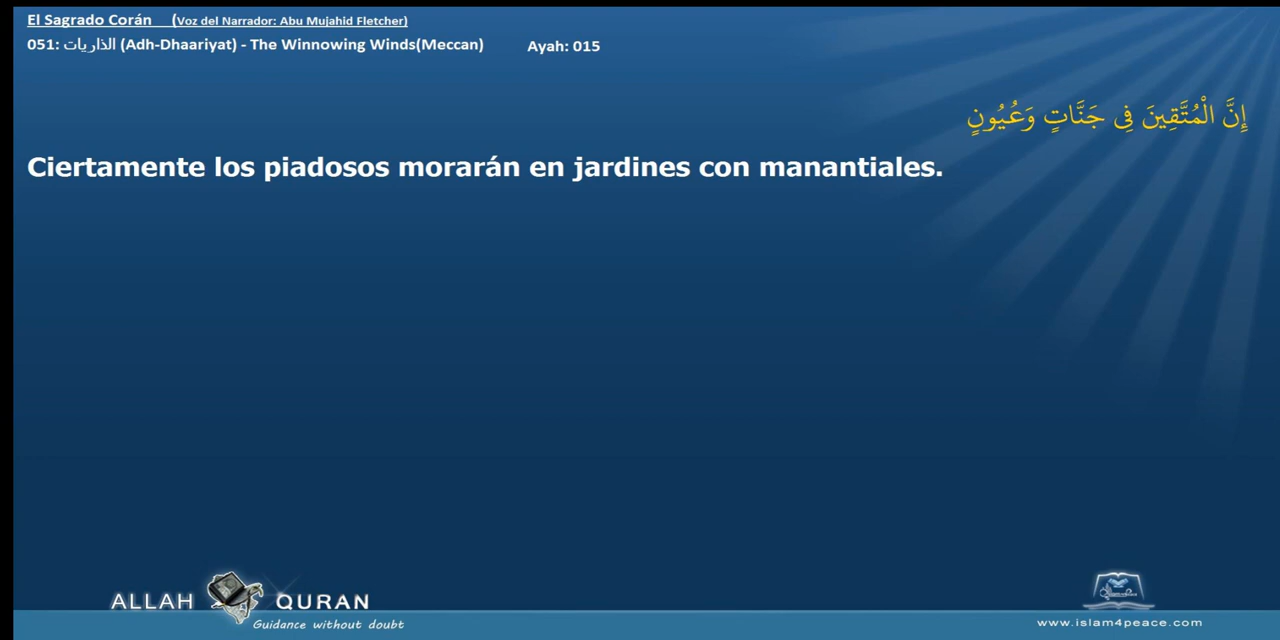 El Sagrado Corán (Voz del Narrador: Abu Mujahid Fletcher)
051: الذاريات (Adh-Dhaariyat) - The Winnowing Winds(Meccan) Ayah: 015
إِنَّ الْمُتَّقِينَ فِى جَنَّاتٍ وَعُيُونٍ
Ciertamente los piadosos morarán en jardines con manantiales.
ALLAH QURAN
Guidance without doubt
www.islam4peace.com